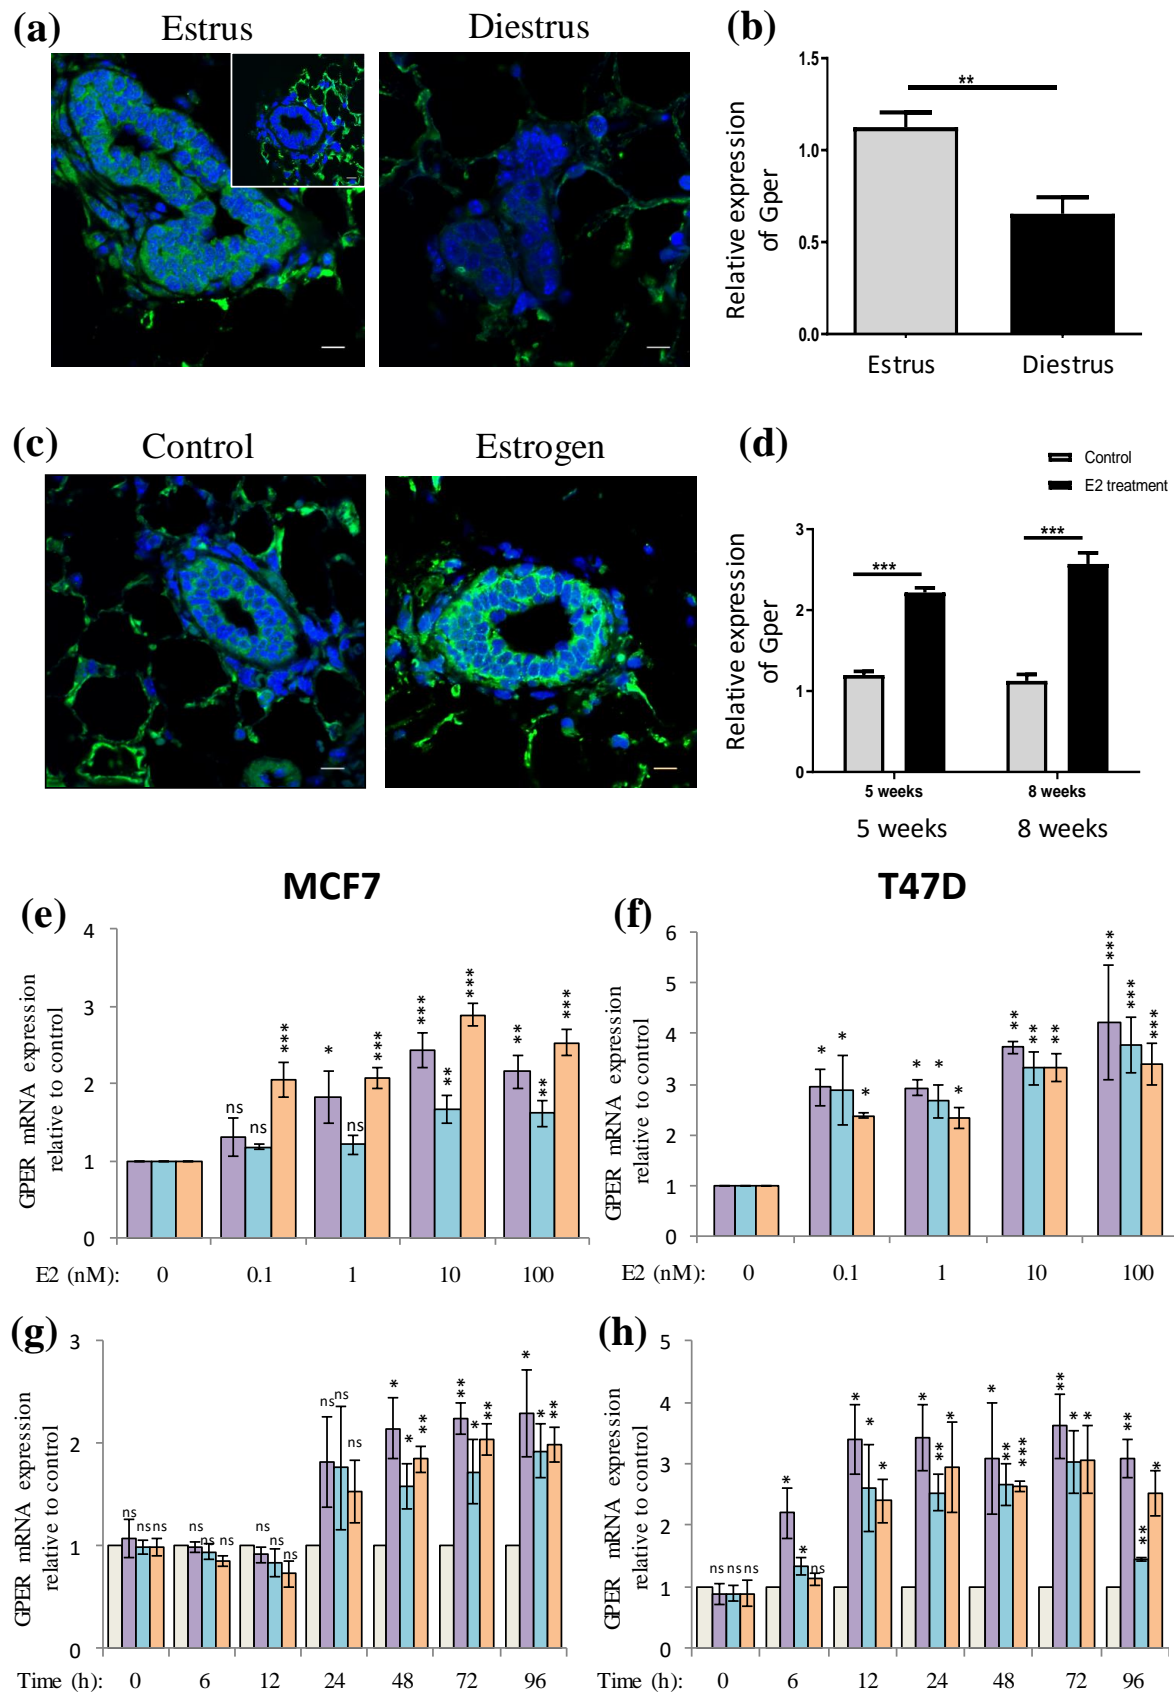 (a)
Estrus
Diestrus
(b)
Relative expression
of Gper
1.5
1.0
0.5
0.0
**
Estrus
Diestrus
(c)
Control
Estrogen
(d)
Control
E2 treatment
Relative expression
of Gper
3
2
1
0
***
***
5 weeks
8 weeks
5 weeks
8 weeks
MCF7
(e)
GPER mRNA expression
relative to control
4
3
2
1
0
ns
ns
***
*
ns
***
***
**
***
**
**
***
E2 (nM):
0
0.1
1
10
100
T47D
(f)
GPER mRNA expression
relative to control
6
5
4
3
2
1
0
*
*
*
*
*
*
**
**
**
***
***
***
E2 (nM):
0
0.1
1
10
100
(g)
GPER mRNA expression
relative to control
3
2
1
0
ns
ns
ns
ns
ns
ns
ns
ns
ns
ns
ns
ns
*
*
**
**
*
**
*
*
**
Time (h):
0
6
12
24
48
72
96
(h)
GPER mRNA expression
relative to control
5
4
3
2
1
0
ns
ns
ns
*
*
ns
*
*
*
*
**
*
*
**
***
**
*
*
**
**
*
Time (h):
0
6
12
24
48
72
96